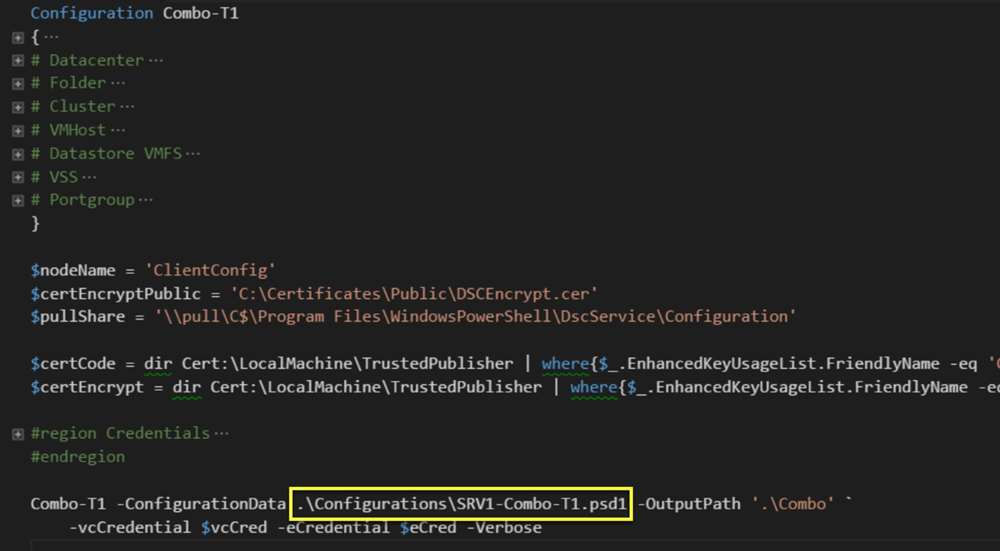 Configuration Combo-T1
{ ...
# Datacenter ...
# Folder ...
# Cluster ...
# VMHost ...
# Datastore VMFS ...
# VSS ...
# Portgroup ...
}
$nodeName = 'ClientConfig'
$certEncryptPublic = 'C:\Certificates\Public\DSCEncrypt.cer'
$pullShare = '\\pull\C$\Program Files\WindowsPowerShell\DscService\Configuration'
$certCode = dir Cert:\LocalMachine\TrustedPublisher | where{$_.EnhancedKeyUsageList.FriendlyName -eq '
$certEncrypt = dir Cert:\LocalMachine\TrustedPublisher | where{$_.EnhancedKeyUsageList.FriendlyName
#region Credentials ...
#endregion
Combo-T1 -ConfigurationData .\Configurations\SRV1-Combo-T1.psd1 -OutputPath '.\Combo' `
-vcCredential $vcCred -eCredential $eCred -Verbose